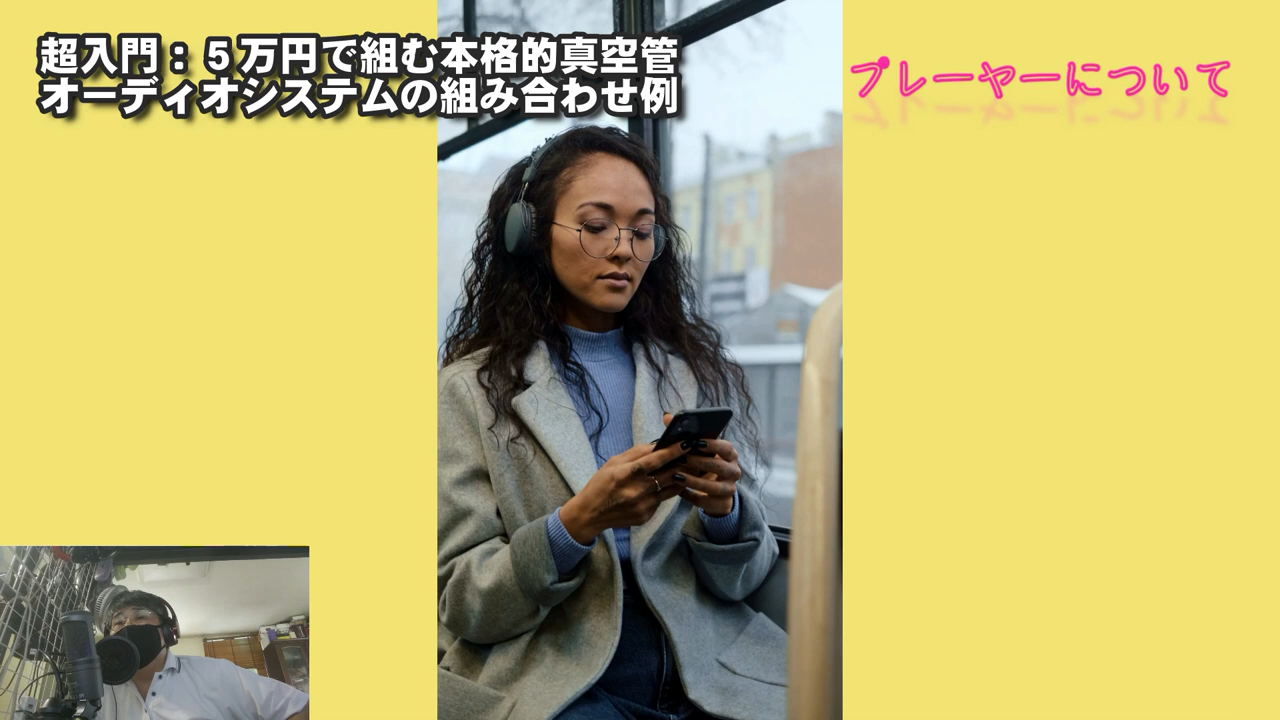 超入門：５万円で組む本格的真空管
オーディオシステムの組み合わせ例
プレーヤーについて